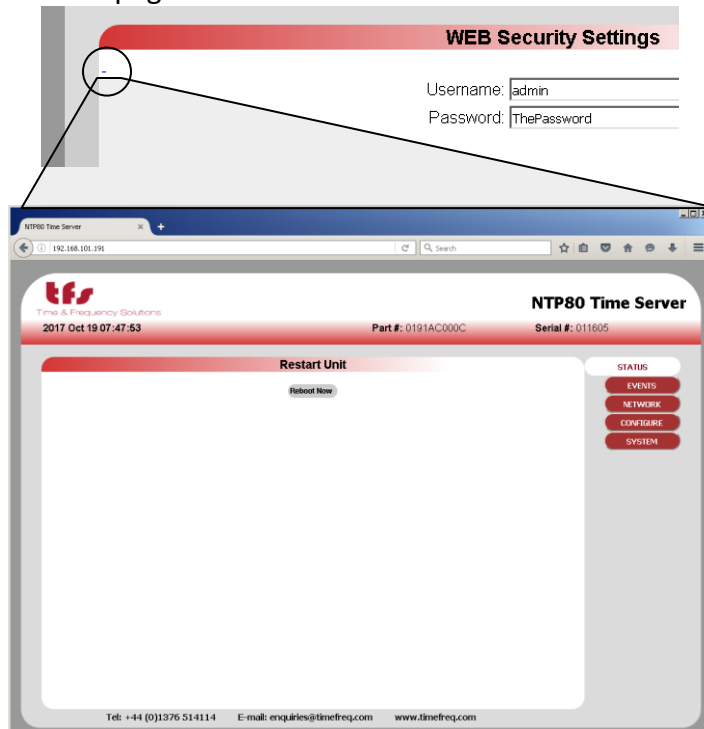 WEB Security Settings
-
Username: admin
Password: ThePassword
NTP80 Time Server × +
192.168.101.191 Search
tfs
Time & Frequency Solutions
NTP80 Time Server
2017 Oct 19 07:47:53 Part #: 0191AC000C Serial #: 011605
Restart Unit
Reboot Now
STATUS
EVENTS
NETWORK
CONFIGURE
SYSTEM
Tel: +44 (0)1376 514114 E-mail: enquiries@timefreq.com www.timefreq.com